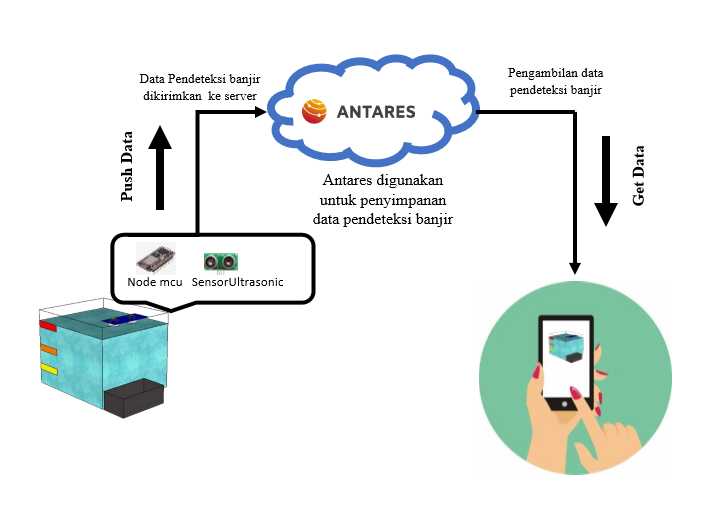 Data Pendeteksi banjir
dikirimkan ke server
Pengambilan data
pendeteksi banjir
ANTARES
Push Data
Get Data
Antares digunakan
untuk penyimpanan
data pendeteksi banjir
Node mcu
SensorUltrasonic